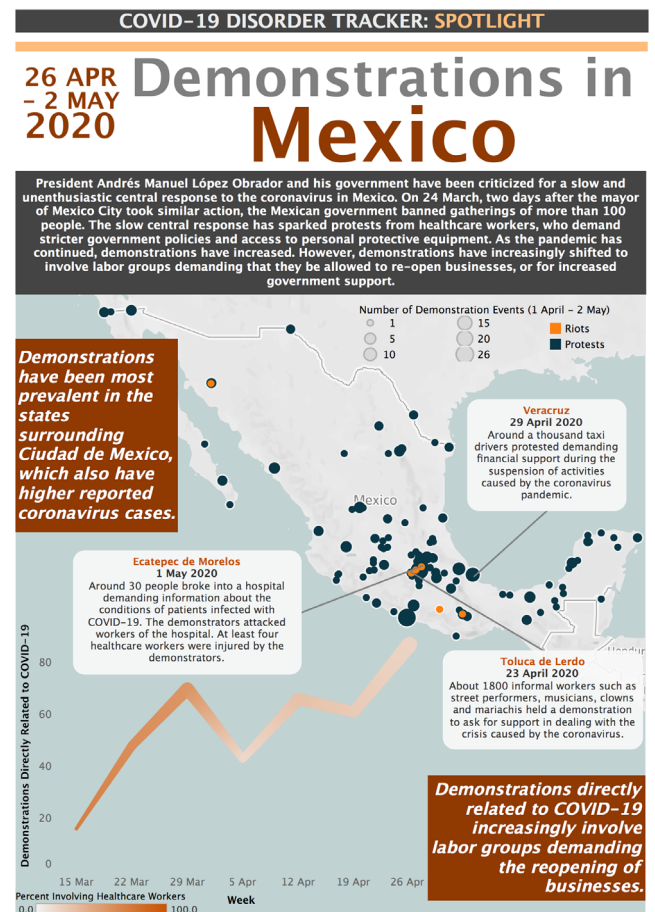 COVID-19 DISORDER TRACKER: SPOTLIGHT
26 APR
- 2 MAY
2020
Demonstrations in
Mexico
President Andrés Manuel López Obrador and his government have been criticized for a slow and
unenthusiastic central response to the coronavirus in Mexico. On 24 March, two days after the mayor
of Mexico City took similar action, the Mexican government banned gatherings of more than 100
people. The slow central response has sparked protests from healthcare workers, who demand
stricter government policies and access to personal protective equipment. As the pandemic has
continued, demonstrations have increased. However, demonstrations have increasingly shifted to
involve labor groups demanding that they be allowed to re-open businesses, or for increased
government support.
Number of Demonstration Events (1 April - 2 May)
1
5
10
15
20
26
Riots
Protests
Demonstrations
have been most
prevalent in the
states
surrounding
Ciudad de Mexico,
which also have
higher reported
coronavirus cases.
Veracruz
29 April 2020
Around a thousand taxi
drivers protested demanding
financial support during the
suspension of activities
caused by the coronavirus
pandemic.
Mexico
Ecatepec de Morelos
1 May 2020
Around 30 people broke into a hospital
demanding information about the
conditions of patients infected with
COVID-19. The demonstrators attacked
workers of the hospital. At least four
healthcare workers were injured by the
demonstrators.
Toluca de Lerdo
23 April 2020
About 1800 informal workers such as
street performers, musicians, clowns
and mariachis held a demonstration
to ask for support in dealing with the
crisis caused by the coronavirus.
Demonstrations Directly Related to COVID-19
80
60
40
20
0
15 Mar 22 Mar 29 Mar 5 Apr 12 Apr 19 Apr 26 Apr
Week
Demonstrations directly
related to COVID-19
increasingly involve
labor groups demanding
the reopening of
businesses.
Percent Involving Healthcare Workers
0.0 100.0